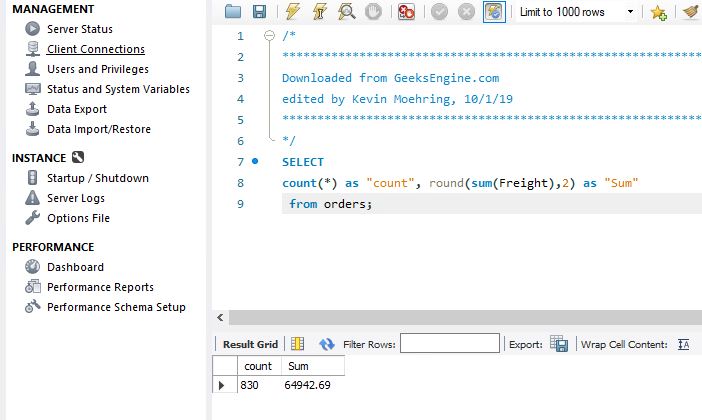 MANAGEMENT
Server Status
Client Connections
Users and Privileges
Status and System Variables
Data Export
Data Import/Restore
INSTANCE
Startup / Shutdown
Server Logs
Options File
PERFORMANCE
Dashboard
Performance Reports
Performance Schema Setup
Limit to 1000 rows
1 /*
2 ******************************************************
3 Downloaded from GeeksEngine.com
4 edited by Kevin Moehring, 10/1/19
5 ******************************************************
6 */
7 SELECT
8 count(*) as "count", round(sum(Freight),2) as "Sum"
9 from orders;
Result Grid Filter Rows: Export: Wrap Cell Content:
count Sum
830 64942.69